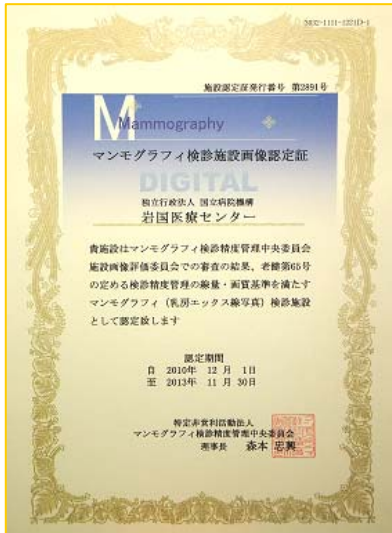 施設認定証発行番号 第2891号
Mammography
マンモグラフィ検診施設画像認定証
DIGITAL
独立行政法人 国立病院機構
岩国医療センター
貴施設はマンモグラフィ検診精度管理中央委員会
施設画像評価委員会での審査の結果、老健第65号
の定める検診精度管理の線量・画質基準を満たす
マンモグラフィ（乳房エックス線写真）検診施設
として認定致します
認定期間
自 2010年 12 月 1日
至 2013年 11 月 30日
特定非営利活動法人
マンモグラフィ検診精度管理中央委員会
理事長 森本 忠興